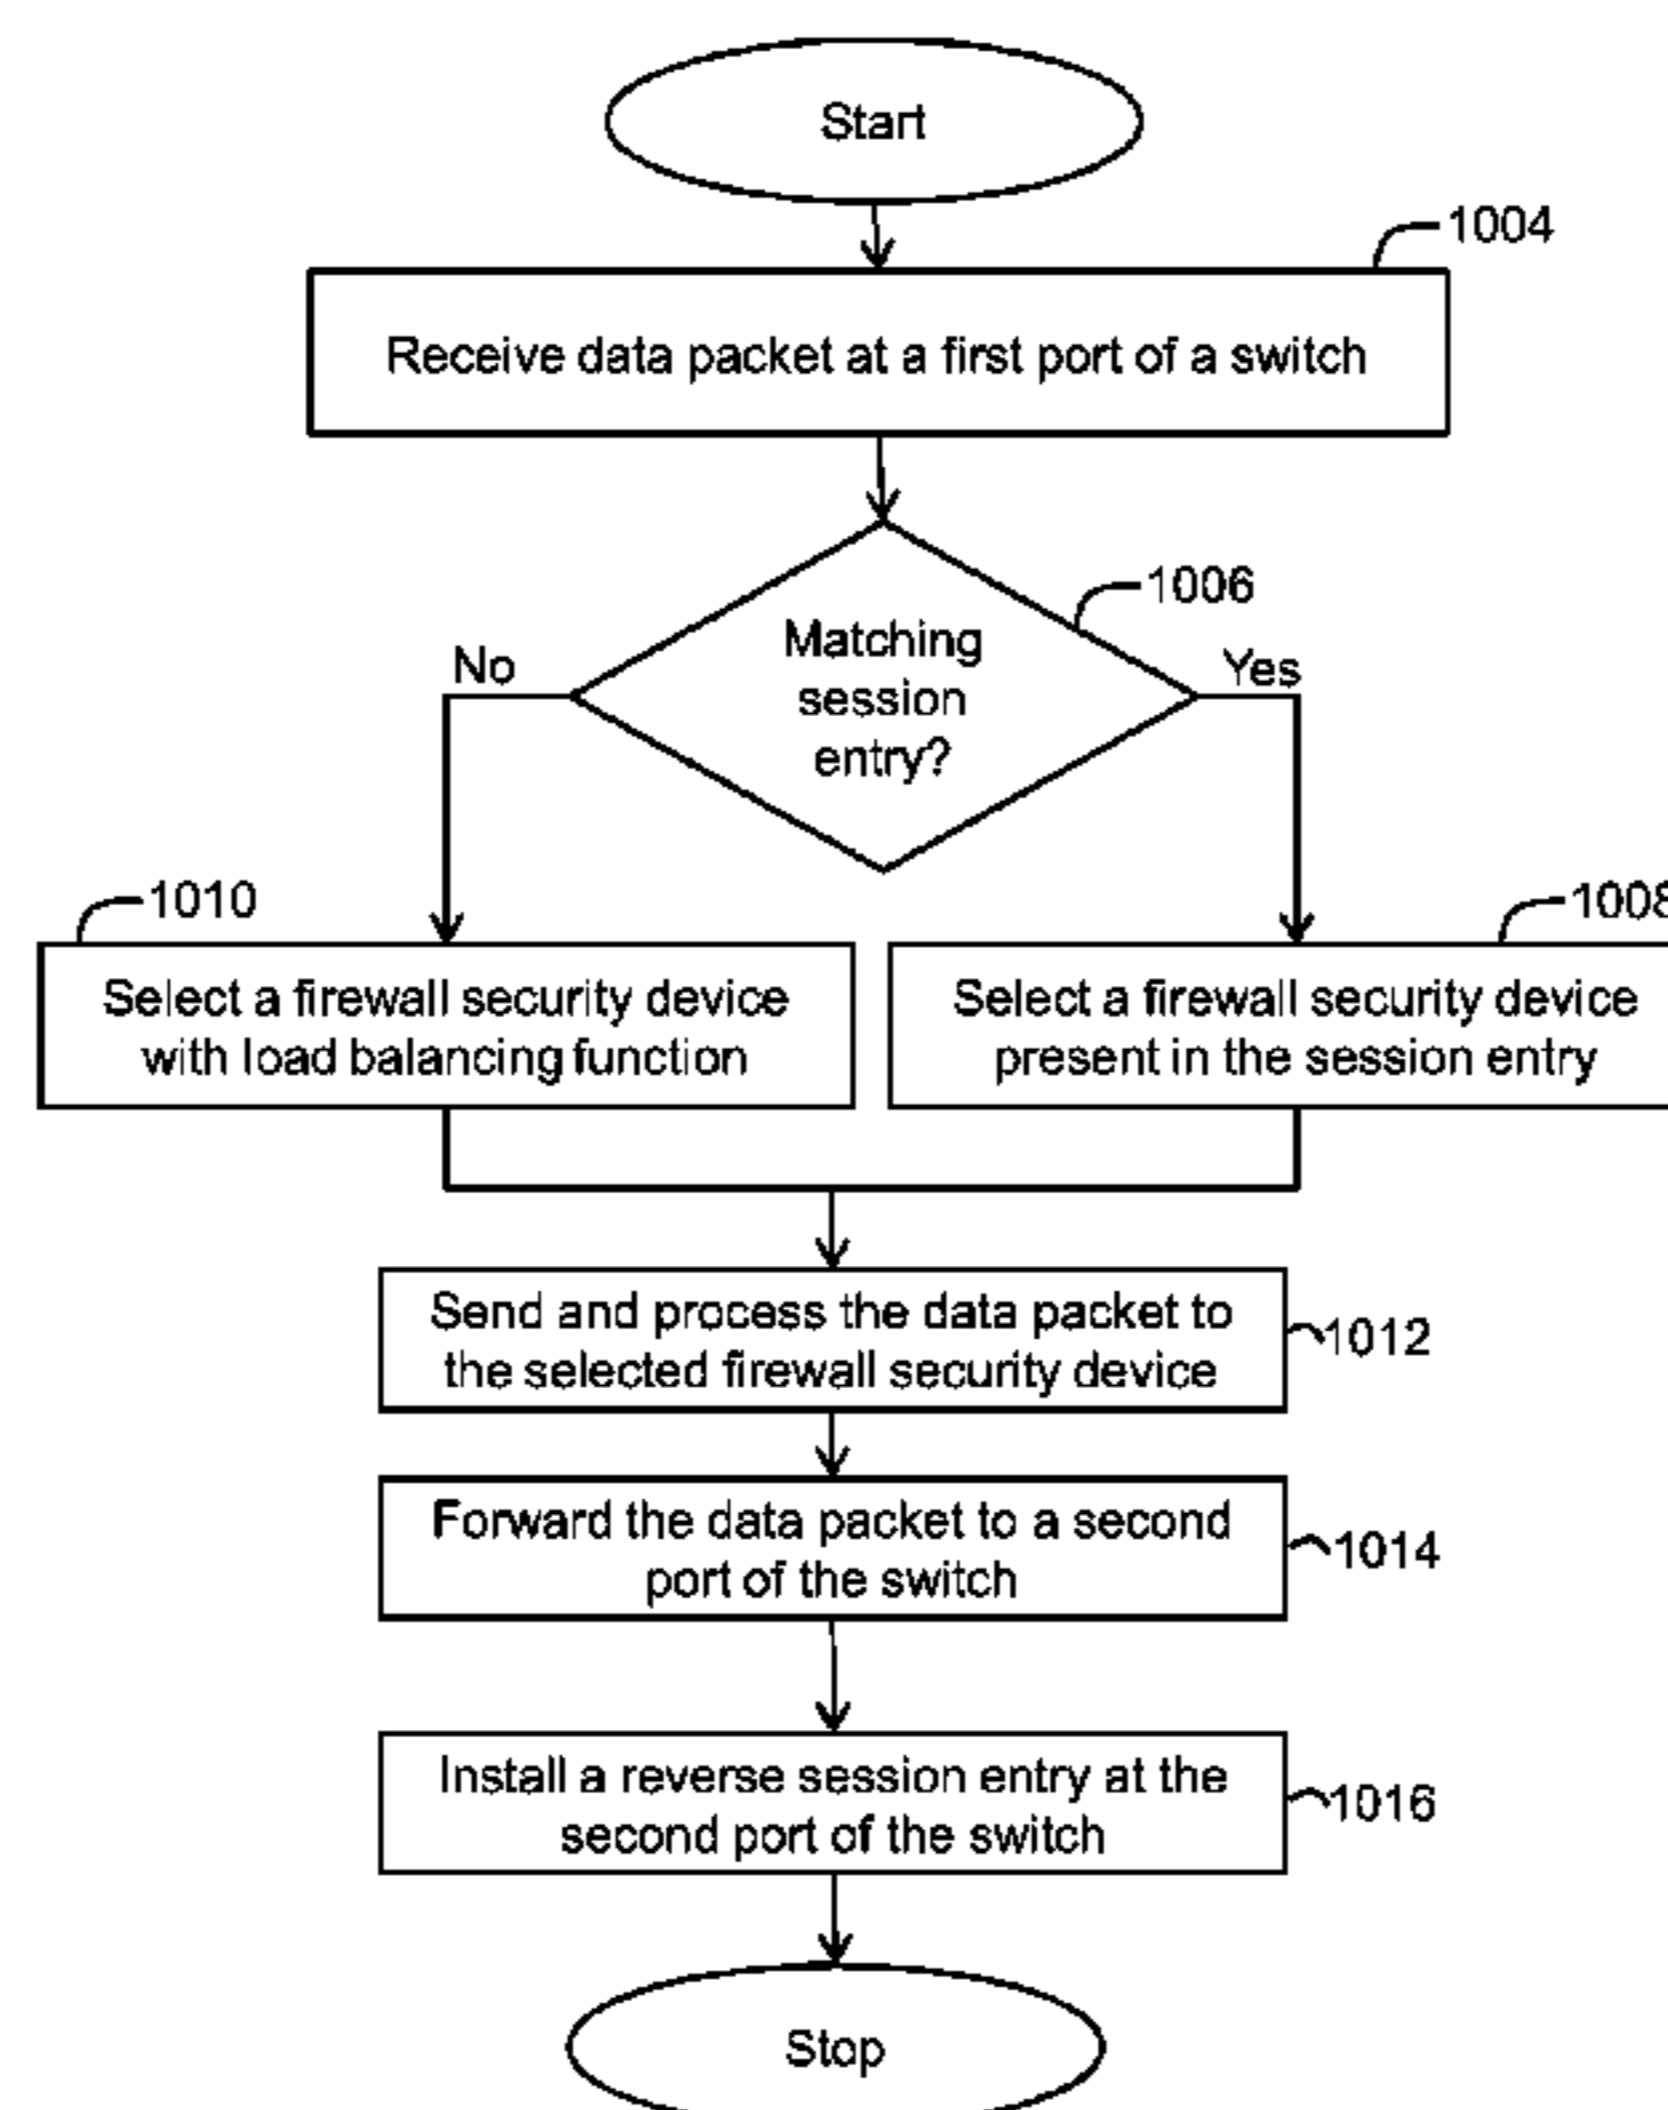 Start
1004
Receive data packet at a first port of a switch
1006
Matching
session
entry?
No
Yes
1010
Select a firewall security device
with load balancing function
1008
Select a firewall security device
present in the session entry
Send and process the data packet to
the selected firewall security device
1012
Forward the data packet to a second
port of the switch
1014
Install a reverse session entry at the
second port of the switch
1016
Stop